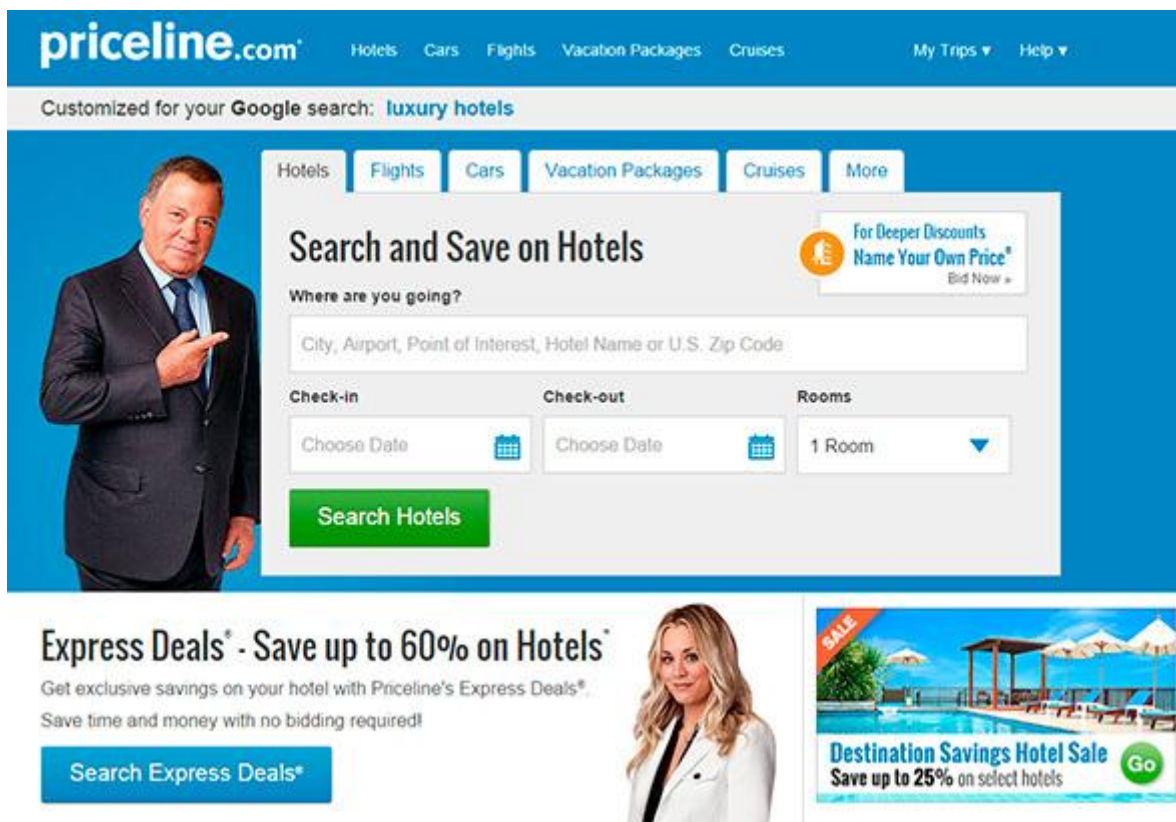 priceline.com®
Hotels Cars Flights Vacation Packages Cruises My Trips ▾ Help ▾
Customized for your Google search: luxury hotels
Hotels Flights Cars Vacation Packages Cruises More
Search and Save on Hotels
For Deeper Discounts
Name Your Own Price®
Bid Now »
Where are you going?
City, Airport, Point of Interest, Hotel Name or U.S. Zip Code
Check-in Check-out Rooms
Choose Date Choose Date 1 Room
Search Hotels
Express Deals® - Save up to 60% on Hotels*
Get exclusive savings on your hotel with Priceline's Express Deals®.
Save time and money with no bidding required!
Search Express Deals®
SALE
Destination Savings Hotel Sale
Save up to 25% on select hotels
Go